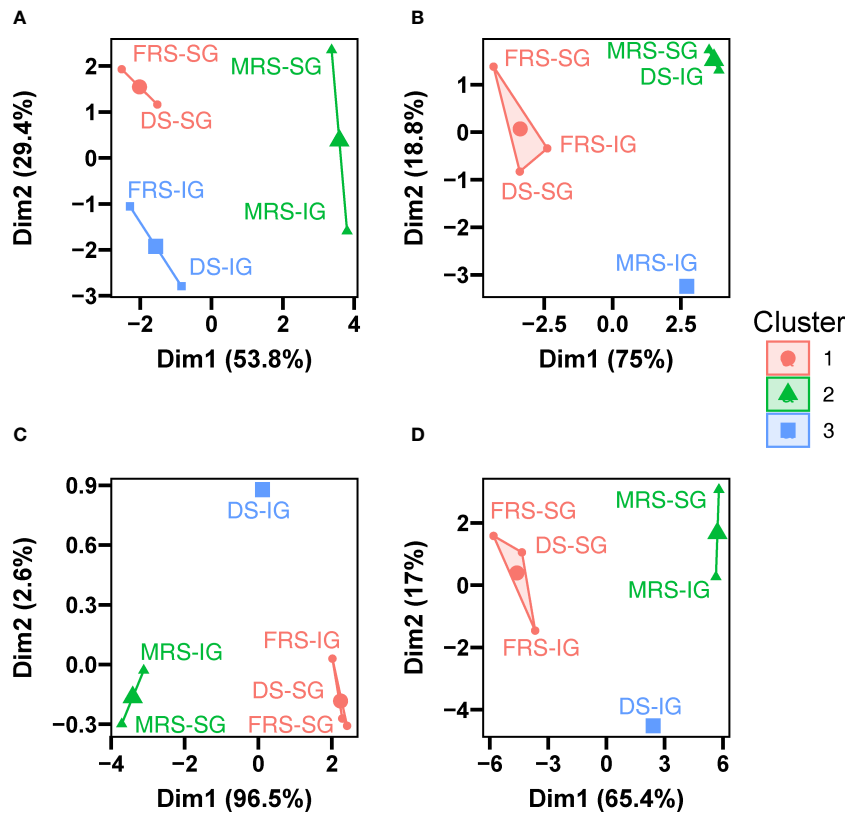 A
FRS-SG
MRS-SG
DS-SG
FRS-IG
MRS-IG
DS-IG
2
1
0
−1
−2
−3
Dim2 (29.4%)
−2
0
2
4
Dim1 (53.8%)
B
FRS-SG
MRS-SG
DS-IG
FRS-IG
DS-SG
MRS-IG
1
0
−1
−2
−3
Dim2 (18.8%)
−2.5
0.0
2.5
Dim1 (75%)
Cluster
1
2
3
C
DS-IG
FRS-IG
MRS-IG
DS-SG
MRS-SG
FRS-SG
0.9
0.6
0.3
0.0
−0.3
Dim2 (2.6%)
−4
−2
0
2
Dim1 (96.5%)
D
MRS-SG
FRS-SG
DS-SG
MRS-IG
FRS-IG
DS-IG
2
0
−2
−4
Dim2 (17%)
−6
−3
0
3
6
Dim1 (65.4%)